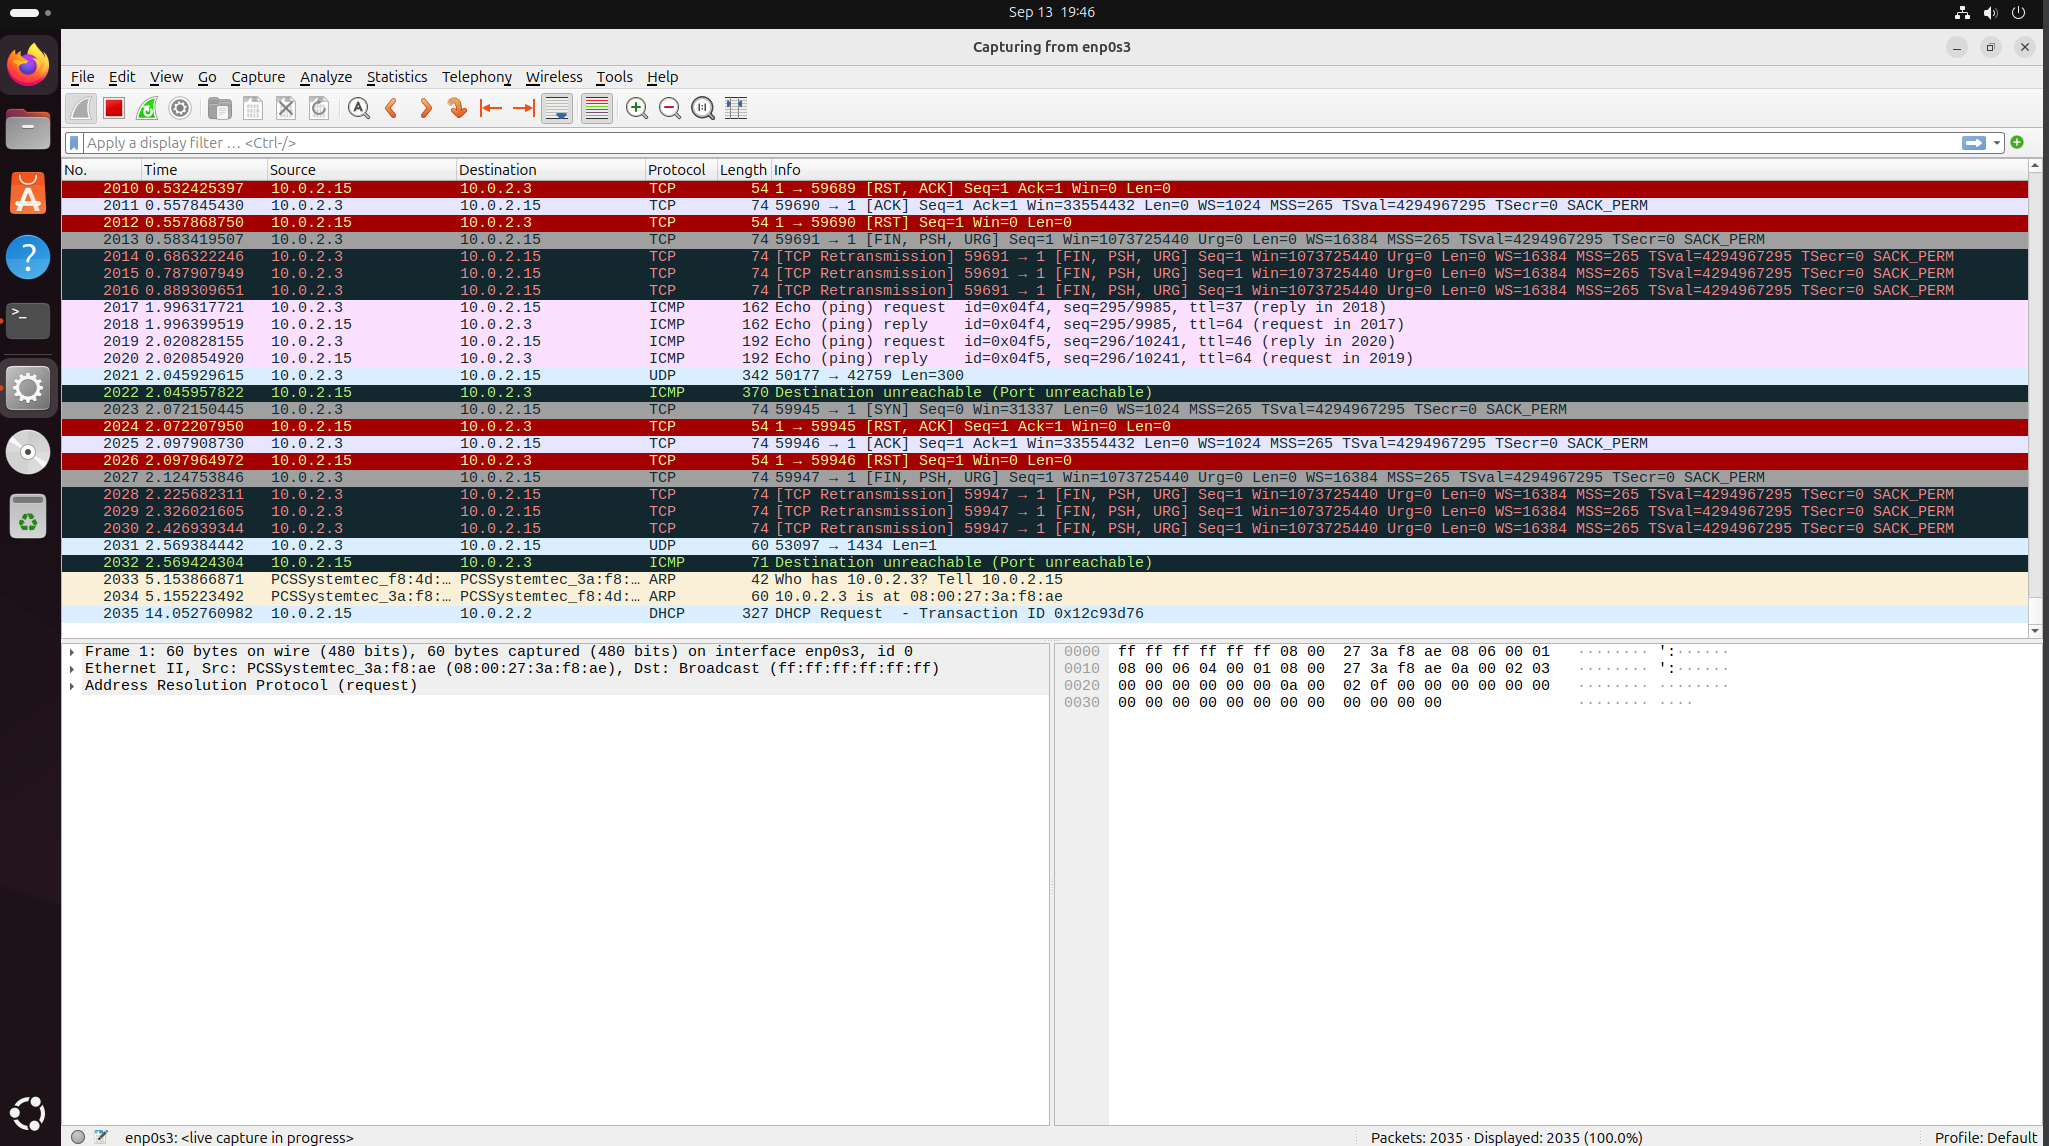 Sep 13 19:46
Capturing from enp0s3
File Edit View Go Capture Analyze Statistics Telephony Wireless Tools Help
Apply a display filter … <Ctrl-/>
No. Time Source Destination Protocol Length Info
2010 0.532425397 10.0.2.15 10.0.2.3 TCP 54 1 → 59689 [RST, ACK] Seq=1 Ack=1 Win=0 Len=0
2011 0.557845430 10.0.2.3 10.0.2.15 TCP 74 59690 → 1 [ACK] Seq=1 Ack=1 Win=33554432 Len=0 WS=1024 MSS=265 TSval=4294967295 TSecr=0 SACK_PERM
2012 0.557868750 10.0.2.15 10.0.2.3 TCP 54 1 → 59690 [RST] Seq=1 Win=0 Len=0
2013 0.583419507 10.0.2.3 10.0.2.15 TCP 74 59691 → 1 [FIN, PSH, URG] Seq=1 Win=1073725440 Urg=0 Len=0 WS=16384 MSS=265 TSval=4294967295 TSecr=0 SACK_PERM
2014 0.686322246 10.0.2.3 10.0.2.15 TCP 74 [TCP Retransmission] 59691 → 1 [FIN, PSH, URG] Seq=1 Win=1073725440 Urg=0 Len=0 WS=16384 MSS=265 TSval=4294967295 TSecr=0 SACK_PERM
2015 0.787907949 10.0.2.3 10.0.2.15 TCP 74 [TCP Retransmission] 59691 → 1 [FIN, PSH, URG] Seq=1 Win=1073725440 Urg=0 Len=0 WS=16384 MSS=265 TSval=4294967295 TSecr=0 SACK_PERM
2016 0.889309651 10.0.2.3 10.0.2.15 TCP 74 [TCP Retransmission] 59691 → 1 [FIN, PSH, URG] Seq=1 Win=1073725440 Urg=0 Len=0 WS=16384 MSS=265 TSval=4294967295 TSecr=0 SACK_PERM
2017 1.996317721 10.0.2.3 10.0.2.15 ICMP 162 Echo (ping) request id=0x04f4, seq=295/9985, ttl=37 (reply in 2018)
2018 1.996399519 10.0.2.15 10.0.2.3 ICMP 162 Echo (ping) reply id=0x04f4, seq=295/9985, ttl=64 (request in 2017)
2019 2.020828155 10.0.2.3 10.0.2.15 ICMP 192 Echo (ping) request id=0x04f5, seq=296/10241, ttl=46 (reply in 2020)
2020 2.020854920 10.0.2.15 10.0.2.3 ICMP 192 Echo (ping) reply id=0x04f5, seq=296/10241, ttl=64 (request in 2019)
2021 2.045929615 10.0.2.3 10.0.2.15 UDP 342 50177 → 42759 Len=300
2022 2.045957822 10.0.2.15 10.0.2.3 ICMP 370 Destination unreachable (Port unreachable)
2023 2.072150445 10.0.2.3 10.0.2.15 TCP 74 59945 → 1 [SYN] Seq=0 Win=31337 Len=0 WS=1024 MSS=265 TSval=4294967295 TSecr=0 SACK_PERM
2024 2.072207950 10.0.2.15 10.0.2.3 TCP 54 1 → 59945 [RST, ACK] Seq=1 Ack=1 Win=0 Len=0
2025 2.097908730 10.0.2.3 10.0.2.15 TCP 74 59946 → 1 [ACK] Seq=1 Ack=1 Win=33554432 Len=0 WS=1024 MSS=265 TSval=4294967295 TSecr=0 SACK_PERM
2026 2.097964972 10.0.2.15 10.0.2.3 TCP 54 1 → 59946 [RST] Seq=1 Win=0 Len=0
2027 2.124753846 10.0.2.3 10.0.2.15 TCP 74 59947 → 1 [FIN, PSH, URG] Seq=1 Win=1073725440 Urg=0 Len=0 WS=16384 MSS=265 TSval=4294967295 TSecr=0 SACK_PERM
2028 2.225682311 10.0.2.3 10.0.2.15 TCP 74 [TCP Retransmission] 59947 → 1 [FIN, PSH, URG] Seq=1 Win=1073725440 Urg=0 Len=0 WS=16384 MSS=265 TSval=4294967295 TSecr=0 SACK_PERM
2029 2.326021605 10.0.2.3 10.0.2.15 TCP 74 [TCP Retransmission] 59947 → 1 [FIN, PSH, URG] Seq=1 Win=1073725440 Urg=0 Len=0 WS=16384 MSS=265 TSval=4294967295 TSecr=0 SACK_PERM
2030 2.426939344 10.0.2.3 10.0.2.15 TCP 74 [TCP Retransmission] 59947 → 1 [FIN, PSH, URG] Seq=1 Win=1073725440 Urg=0 Len=0 WS=16384 MSS=265 TSval=4294967295 TSecr=0 SACK_PERM
2031 2.569384442 10.0.2.3 10.0.2.15 UDP 60 53097 → 1434 Len=1
2032 2.569424304 10.0.2.15 10.0.2.3 ICMP 71 Destination unreachable (Port unreachable)
2033 5.153866871 PCSSystemtec_f8:4d:… PCSSystemtec_3a:f8:… ARP 42 Who has 10.0.2.3? Tell 10.0.2.15
2034 5.155223492 PCSSystemtec_3a:f8:… PCSSystemtec_f8:4d:… ARP 60 10.0.2.3 is at 08:00:27:3a:f8:ae
2035 14.052760982 10.0.2.15 10.0.2.2 DHCP 327 DHCP Request - Transaction ID 0x12c93d76
Frame 1: 60 bytes on wire (480 bits), 60 bytes captured (480 bits) on interface enp0s3, id 0
Ethernet II, Src: PCSSystemtec_3a:f8:ae (08:00:27:3a:f8:ae), Dst: Broadcast (ff:ff:ff:ff:ff:ff)
Address Resolution Protocol (request)
0000 ff ff ff ff ff ff 08 00 27 3a f8 ae 08 06 00 01 ········ ':······
0010 08 00 06 04 00 01 08 00 27 3a f8 ae 0a 00 02 03 ········ ':······
0020 00 00 00 00 00 00 0a 00 02 0f 00 00 00 00 00 00 ········ ········
0030 00 00 00 00 00 00 00 00 00 00 00 00 ········ ····
enp0s3: <live capture in progress>
Packets: 2035 · Displayed: 2035 (100.0%)
Profile: Default